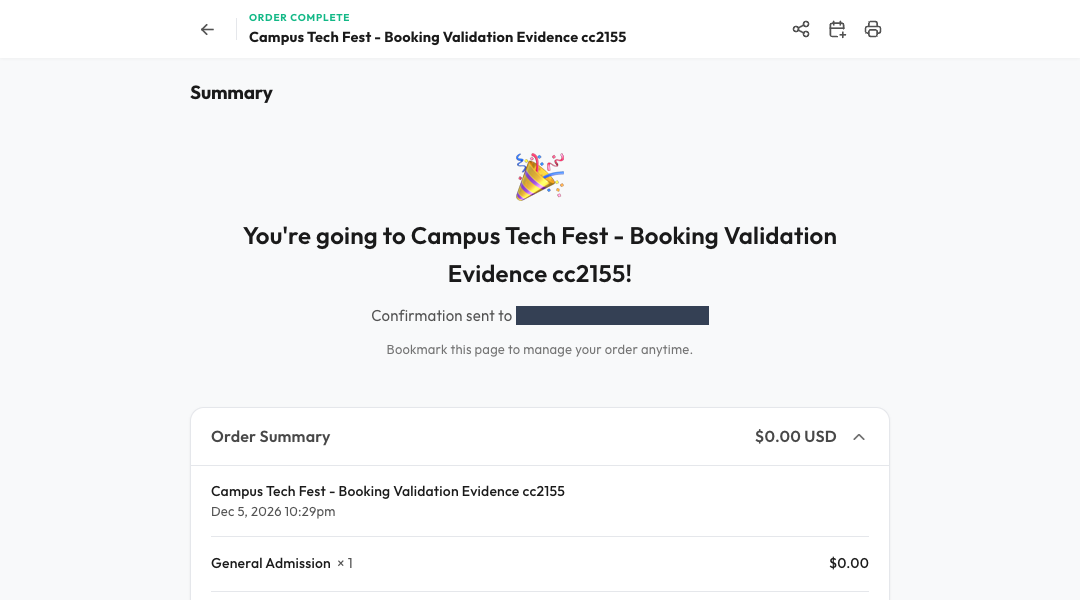 ORDER COMPLETE
Campus Tech Fest - Booking Validation Evidence cc2155
Summary
You're going to Campus Tech Fest - Booking Validation
Evidence cc2155!
Confirmation sent to
Bookmark this page to manage your order anytime.
Order Summary $0.00 USD
Campus Tech Fest - Booking Validation Evidence cc2155
Dec 5, 2026 10:29pm
General Admission × 1 $0.00